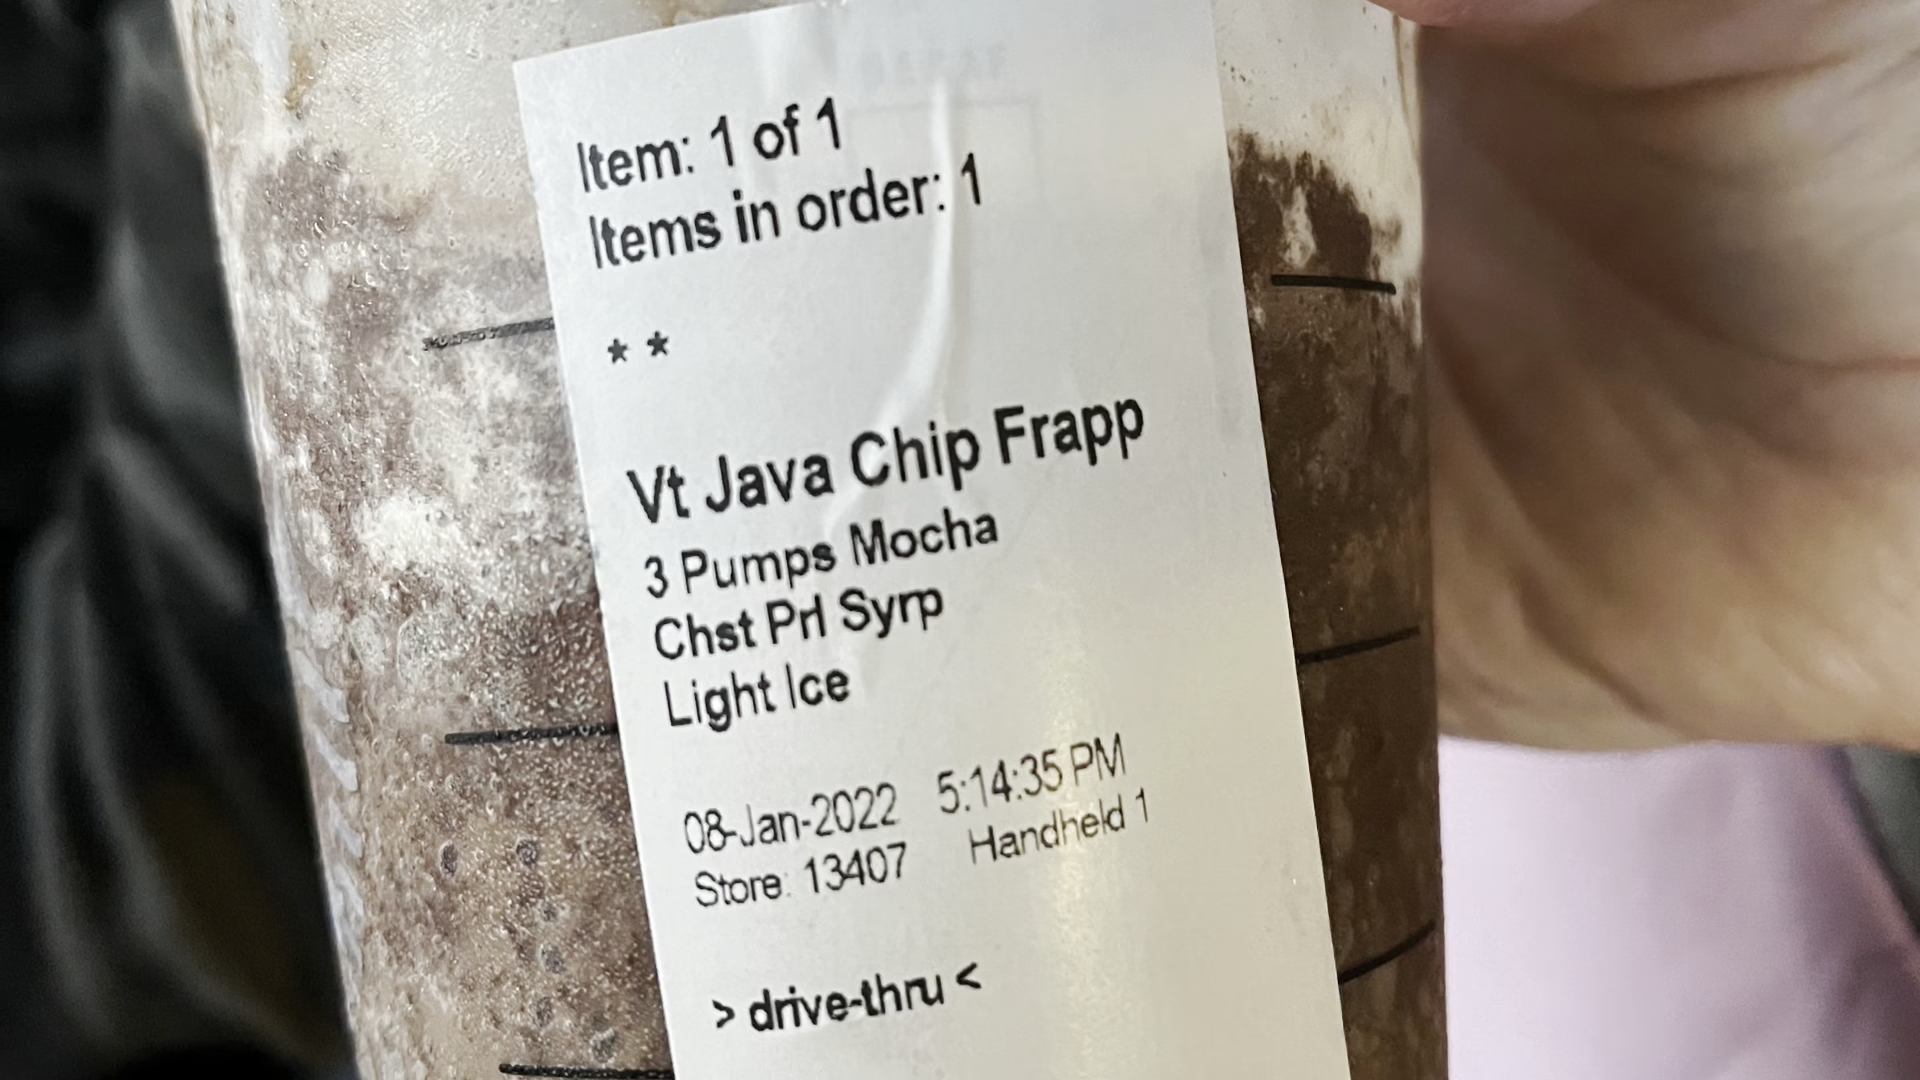 Item: 1 of 1
Items in order: 1
* *
Vt Java Chip Frapp
3 Pumps Mocha
Chst Prl Syrp
Light Ice
08-Jan-2022 5:14:35 PM
Store: 13407 Handheld 1
> drive-thru <